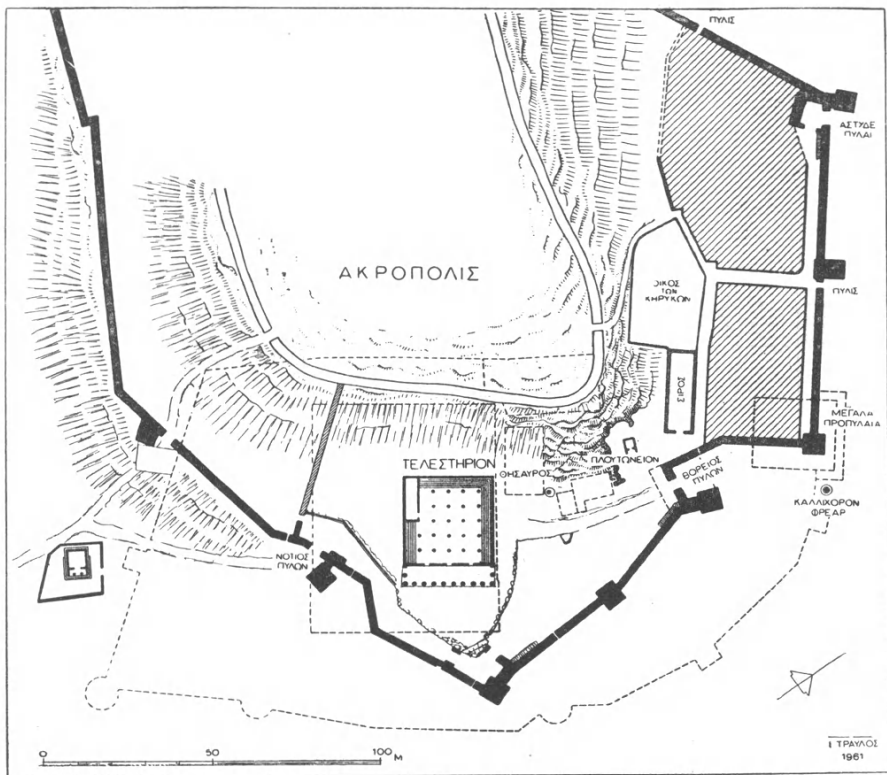 ΠΥΛΙΣ
ΑΣΤΥΔΕ
ΠΥΛΑΙ
ΑΚΡΟΠΟΛΙΣ
ΟΙΚΟΣ
ΤΩΝ
ΚΗΡΥΚΩΝ
ΠΥΛΙΣ
ΣΙΡΟΣ
ΜΕΓΑΛΑ
ΠΡΟΠΥΛΑΙΑ
ΤΕΛΕΣΤΗΡΙΟΝ
ΘΗΣΑΥΡΟΣ
ΠΛΟΥΤΩΝΕΙΟΝ
ΒΟΡΕΙΟΣ
ΠΥΛΩΝ
ΚΑΛΛΙΧΟΡΟΝ
ΦΡΕΑΡ
ΝΟΤΙΟΣ
ΠΥΛΩΝ
0 50 100 Μ
Ι ΤΡΑΥΛΟΣ
1961